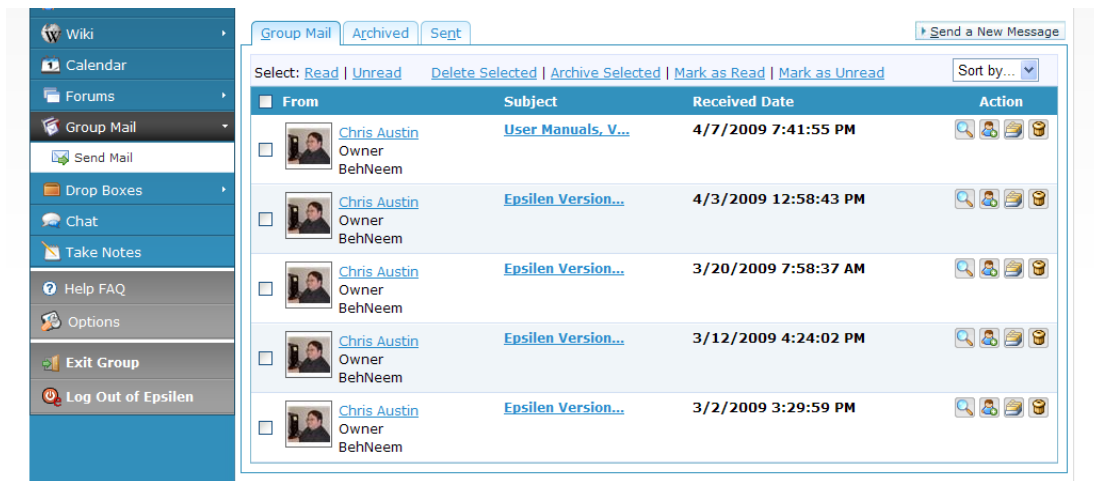 Wiki
Calendar
Forums
Group Mail
Send Mail
Drop Boxes
Chat
Take Notes
Help FAQ
Options
Exit Group
Log Out of Epsilen
Group Mail Archived Sent
Send a New Message
Select: Read | Unread Delete Selected | Archive Selected | Mark as Read | Mark as Unread Sort by...
From Subject Received Date Action
Chris Austin User Manuals, V... 4/7/2009 7:41:55 PM
Owner
BehNeem
Chris Austin Epsilen Version... 4/3/2009 12:58:43 PM
Owner
BehNeem
Chris Austin Epsilen Version... 3/20/2009 7:58:37 AM
Owner
BehNeem
Chris Austin Epsilen Version... 3/12/2009 4:24:02 PM
Owner
BehNeem
Chris Austin Epsilen Version... 3/2/2009 3:29:59 PM
Owner
BehNeem